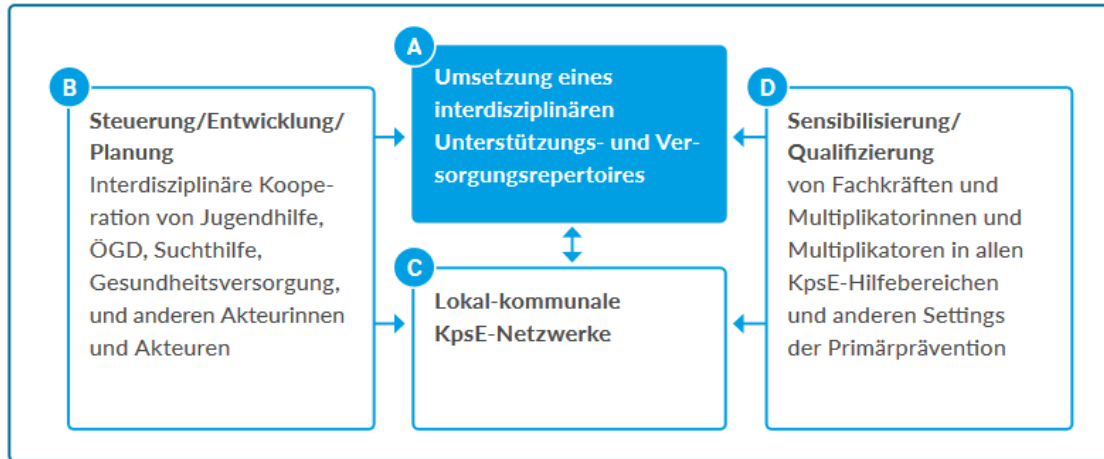 A
Umsetzung eines
interdisziplinären
Unterstützungs- und Ver-
sorgungsrepertoires
B
Steuerung/Entwicklung/
Planung
Interdisziplinäre Koope-
ration von Jugendhilfe,
ÖGD, Suchthilfe,
Gesundheitsversorgung,
und anderen Akteurinnen
und Akteuren
C
Lokal-kommunale
KpsE-Netzwerke
D
Sensibilisierung/
Qualifizierung
von Fachkräften und
Multiplikatorinnen und
Multiplikatoren in allen
KpsE-Hilfebereichen
und anderen Settings
der Primärprävention